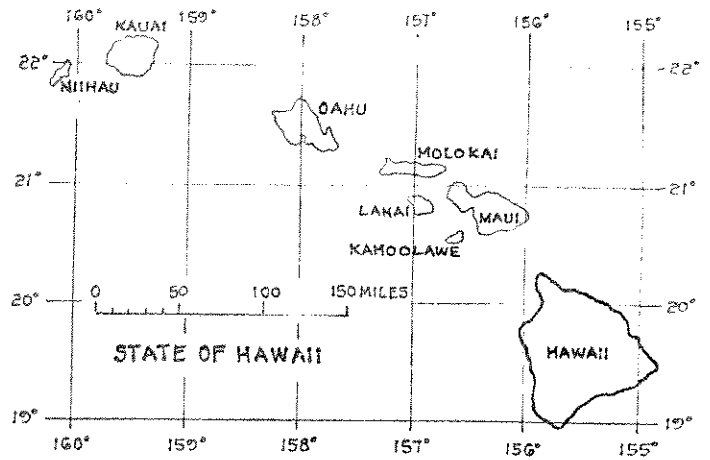 160° 159° 158° 157° 156° 155°
KAUAI
22° 22°
NIIHAU
OAHU
MOLOKAI
21° 21°
LANAI MAUI
KAHOOLAWE
20° 20°
0 50 100 150 MILES
STATE OF HAWAII
HAWAII
19° 19°
160° 159° 158° 157° 156° 155°